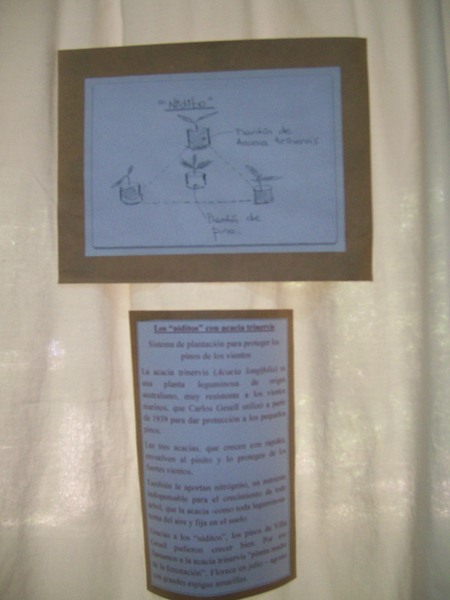 "Nidito"
Plantín de
Acacia trinervis
Plantín de
pino.
Los "niditos" con acacia trinervis
Sistema de plantación para proteger los
pinos de los vientos
La acacia trinervis (Acacia longifolia) es
una planta leguminosa de origen
australiano, muy resistente a los vientos
marinos, que Carlos Gesell utilizó a partir
de 1939 para dar protección a los pequeños
pinos.
Las tres acacias, que crecen con rapidez,
envuelven al pinito y lo protegen de los
fuertes vientos.
También le aportan nitrógeno, un nutriente
indispensable para el crecimiento de todo
árbol, que la acacia -como toda leguminosa-
toma del aire y fija en el suelo.
Gracias a los "niditos", los pinos de Villa
Gesell pudieron crecer bien. Por eso
llamamos a la acacia trinervis "planta madre
de la forestación". Florece en julio - agosto
con grandes espigas amarillas.